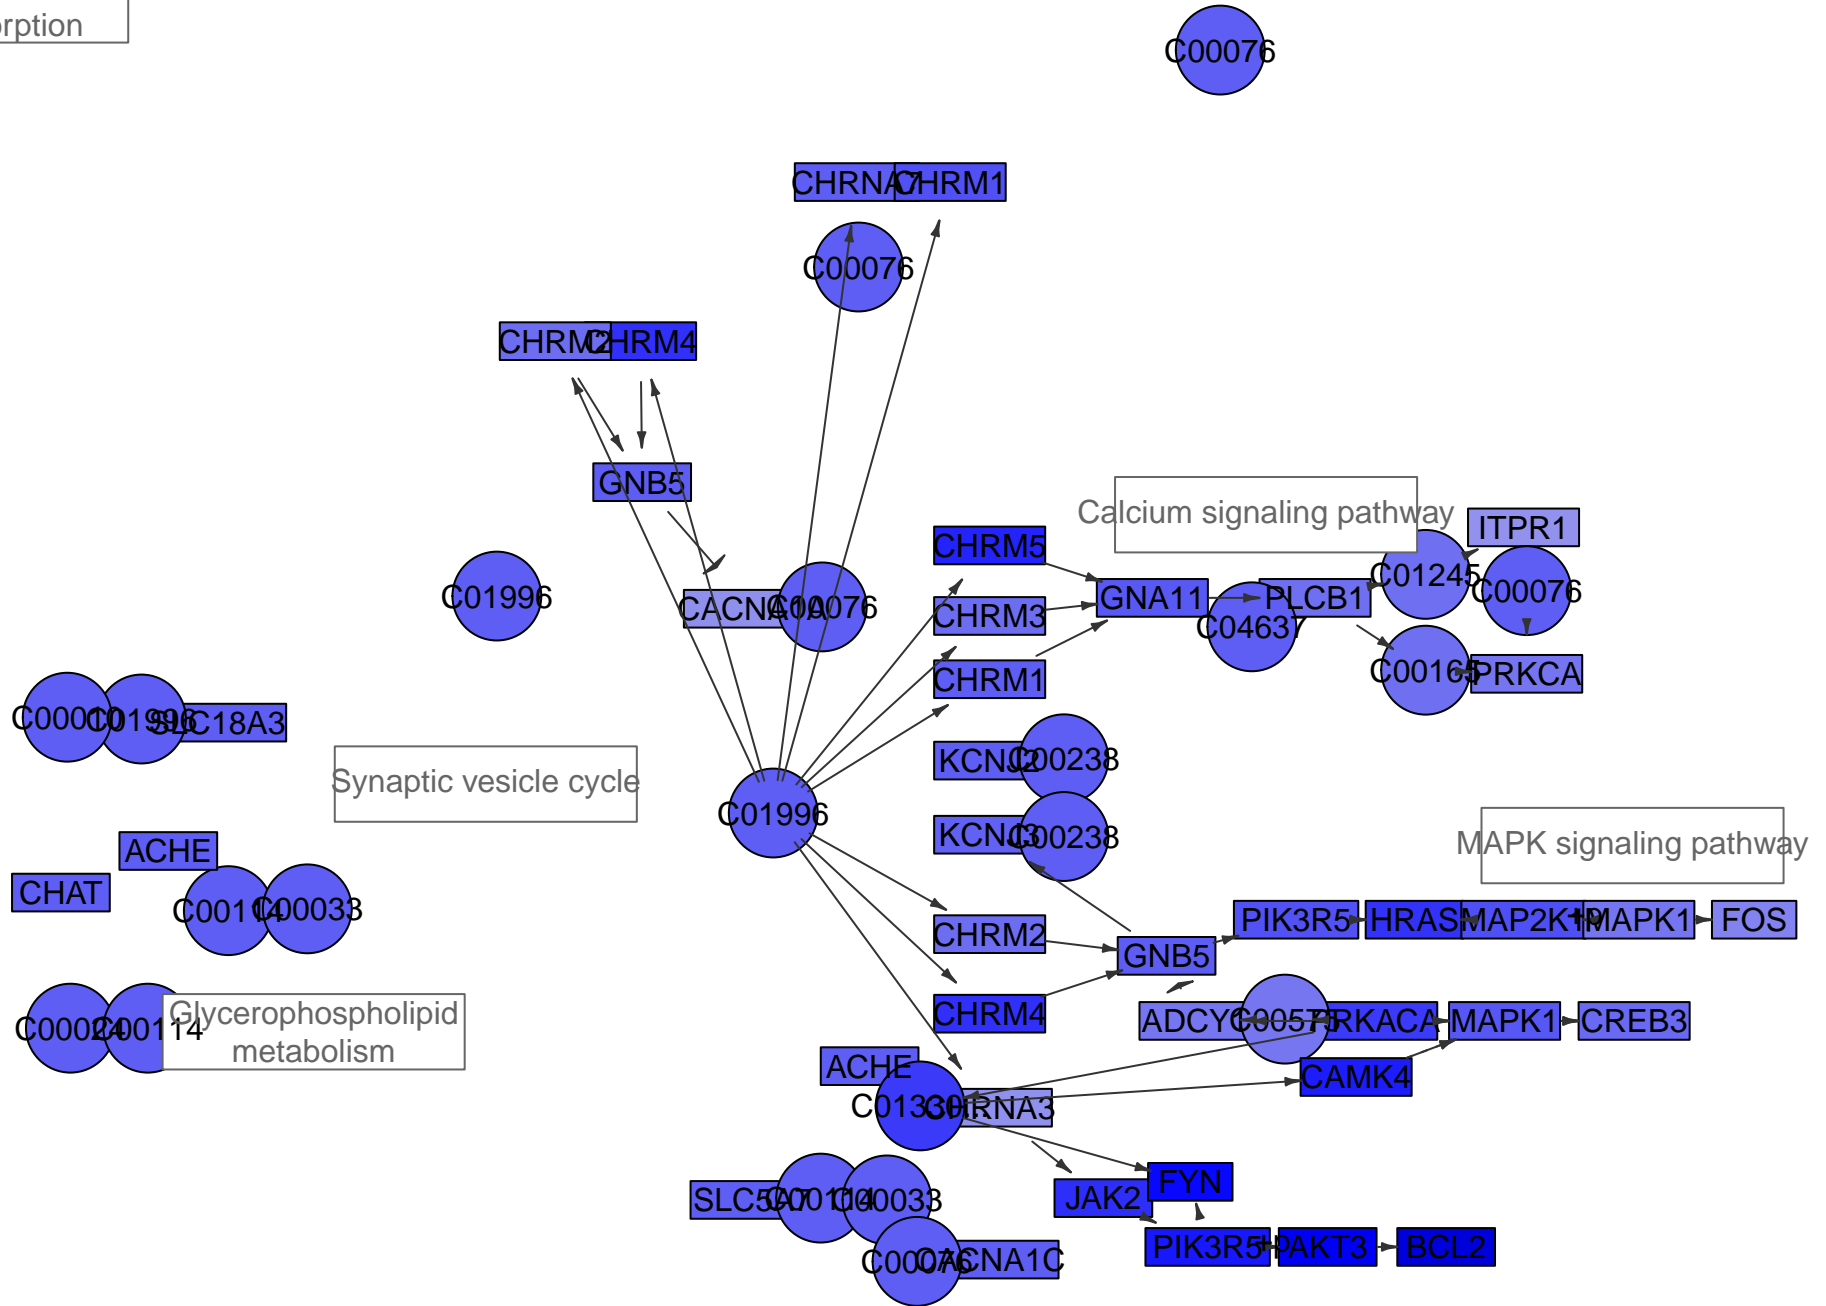 rption
C00076
CHRNA7
CHRM1
C00076
CHRM2
CHRM4
GNB5
Calcium signaling pathway
ITPR1
CHRM5
C01245
C00076
C01996
CACNA1A
C00076
CHRM3
GNA11
PLCB1
C04637
CHRM1
C00165
PRKCA
C00010
C01996
SLC18A3
KCNJ2
C00238
Synaptic vesicle cycle
C01996
KCNJ3
C00238
MAPK signaling pathway
ACHE
CHAT
C00114
C00033
CHRM2
GNB5
PIK3R5
HRAS
MAP2K1
MAPK1
FOS
C00024
C00114
Glycerophospholipid
metabolism
CHRM4
ADCY
C00575
PRKACA
MAPK1
CREB3
ACHE
CAMK4
C01330...
CHRNA3
FYN
JAK2
SLC5A7
C00114
C00033
PIK3R5
AKT3
BCL2
C00076
CACNA1C